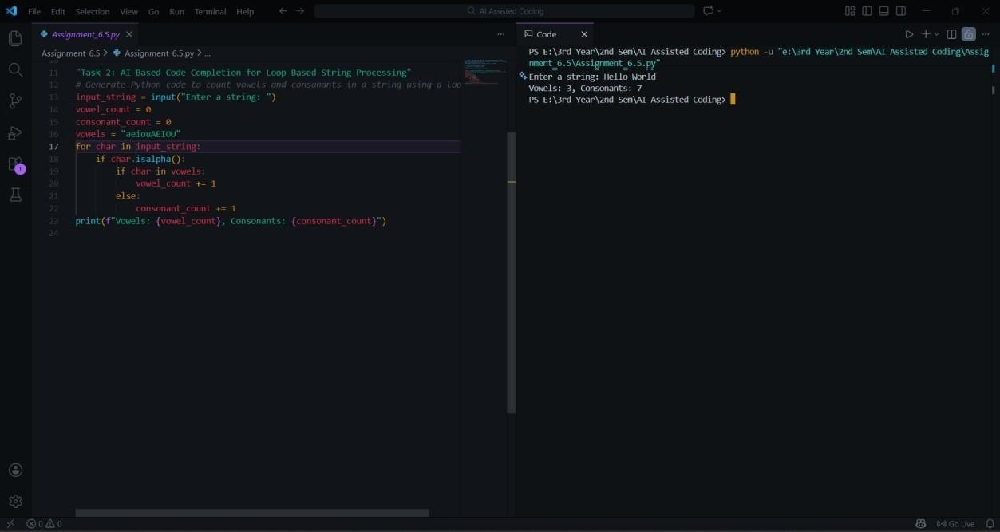 File Edit Selection View Go Run Terminal Help
AI Assisted Coding
Assignment_6.5.py
Code
Assignment_6.5 > Assignment_6.5.py > ...
11 "Task 2: AI-Based Code Completion for Loop-Based String Processing"
12 # Generate Python code to count vowels and consonants in a string using a loo
13 input_string = input("Enter a string: ")
14 vowel_count = 0
15 consonant_count = 0
16 vowels = "aeiouAEIOU"
17 for char in input_string:
18 if char.isalpha():
19 if char in vowels:
20 vowel_count += 1
21 else:
22 consonant_count += 1
23 print(f"Vowels: {vowel_count}, Consonants: {consonant_count}")
24
PS E:\3rd Year\2nd Sem\AI Assisted Coding> python -u "e:\3rd Year\2nd Sem\AI Assisted Coding\Assig
nment_6.5\Assignment_6.5.py"
Enter a string: Hello World
Vowels: 3, Consonants: 7
PS E:\3rd Year\2nd Sem\AI Assisted Coding>
1
0 0
Go Live